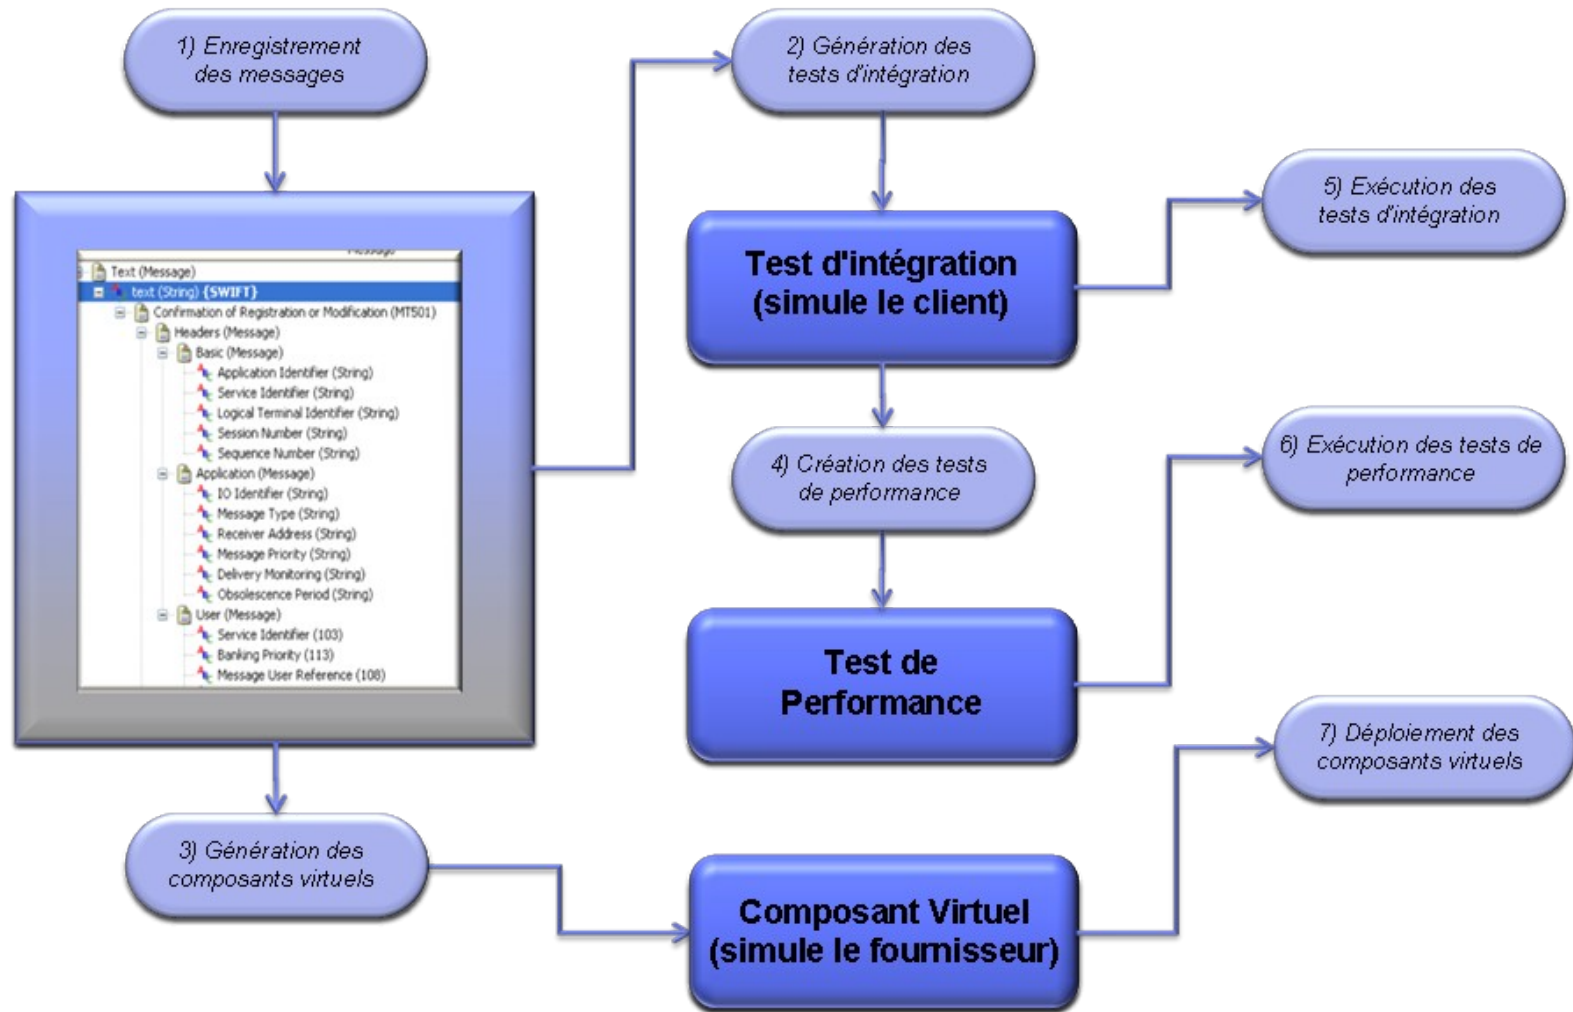 1) Enregistrement
des messages
2) Génération des
tests d'intégration
5) Exécution des
tests d'intégration
Text (Message)
text (String) {SWIFT}
Confirmation of Registration or Modification (MT501)
Headers (Message)
Basic (Message)
Application Identifier (String)
Service Identifier (String)
Logical Terminal Identifier (String)
Session Number (String)
Sequence Number (String)
Application (Message)
IO Identifier (String)
Message Type (String)
Receiver Address (String)
Message Priority (String)
Delivery Monitoring (String)
Obsolescence Period (String)
User (Message)
Service Identifier (103)
Banking Priority (113)
Message User Reference (108)
Test d'intégration
(simule le client)
4) Création des tests
de performance
6) Exécution des tests de
performance
Test de
Performance
7) Déploiement des
composants virtuels
3) Génération des
composants virtuels
Composant Virtuel
(simule le fournisseur)